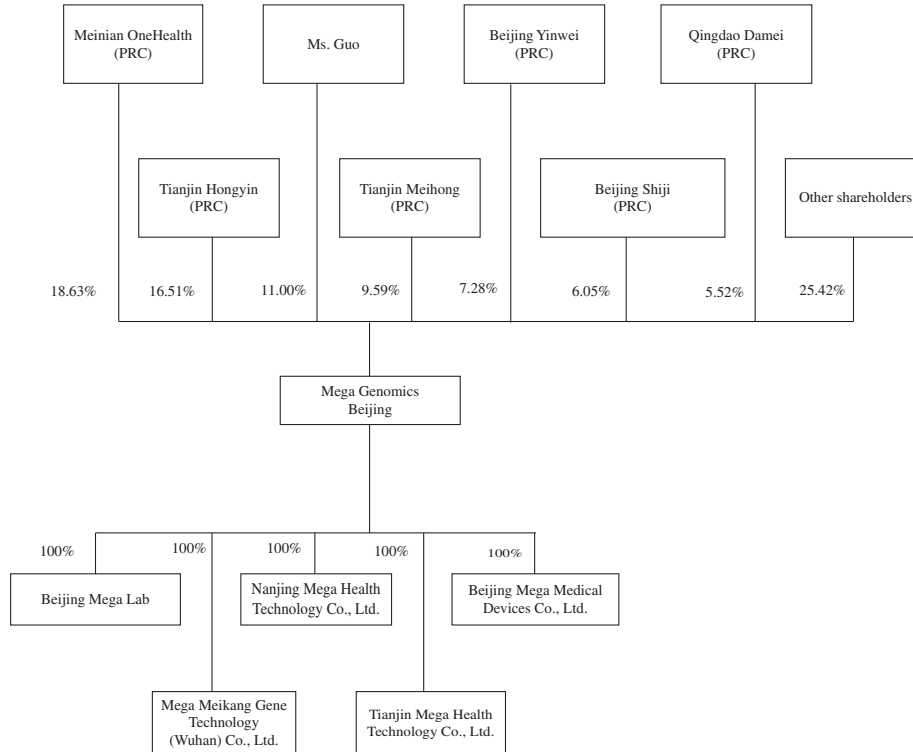 Meinian OneHealth
(PRC)
Ms. Guo
Beijing Yinwei
(PRC)
Qingdao Damei
(PRC)
Tianjin Hongyin
(PRC)
Tianjin Meihong
(PRC)
Beijing Shiji
(PRC)
Other shareholders
18.63%
16.51%
11.00%
9.59%
7.28%
6.05%
5.52%
25.42%
Mega Genomics
Beijing
100%
100%
100%
100%
100%
Beijing Mega Lab
Nanjing Mega Health
Technology Co., Ltd.
Beijing Mega Medical
Devices Co., Ltd.
Mega Meikang Gene
Technology
(Wuhan) Co., Ltd.
Tianjin Mega Health
Technology Co., Ltd.